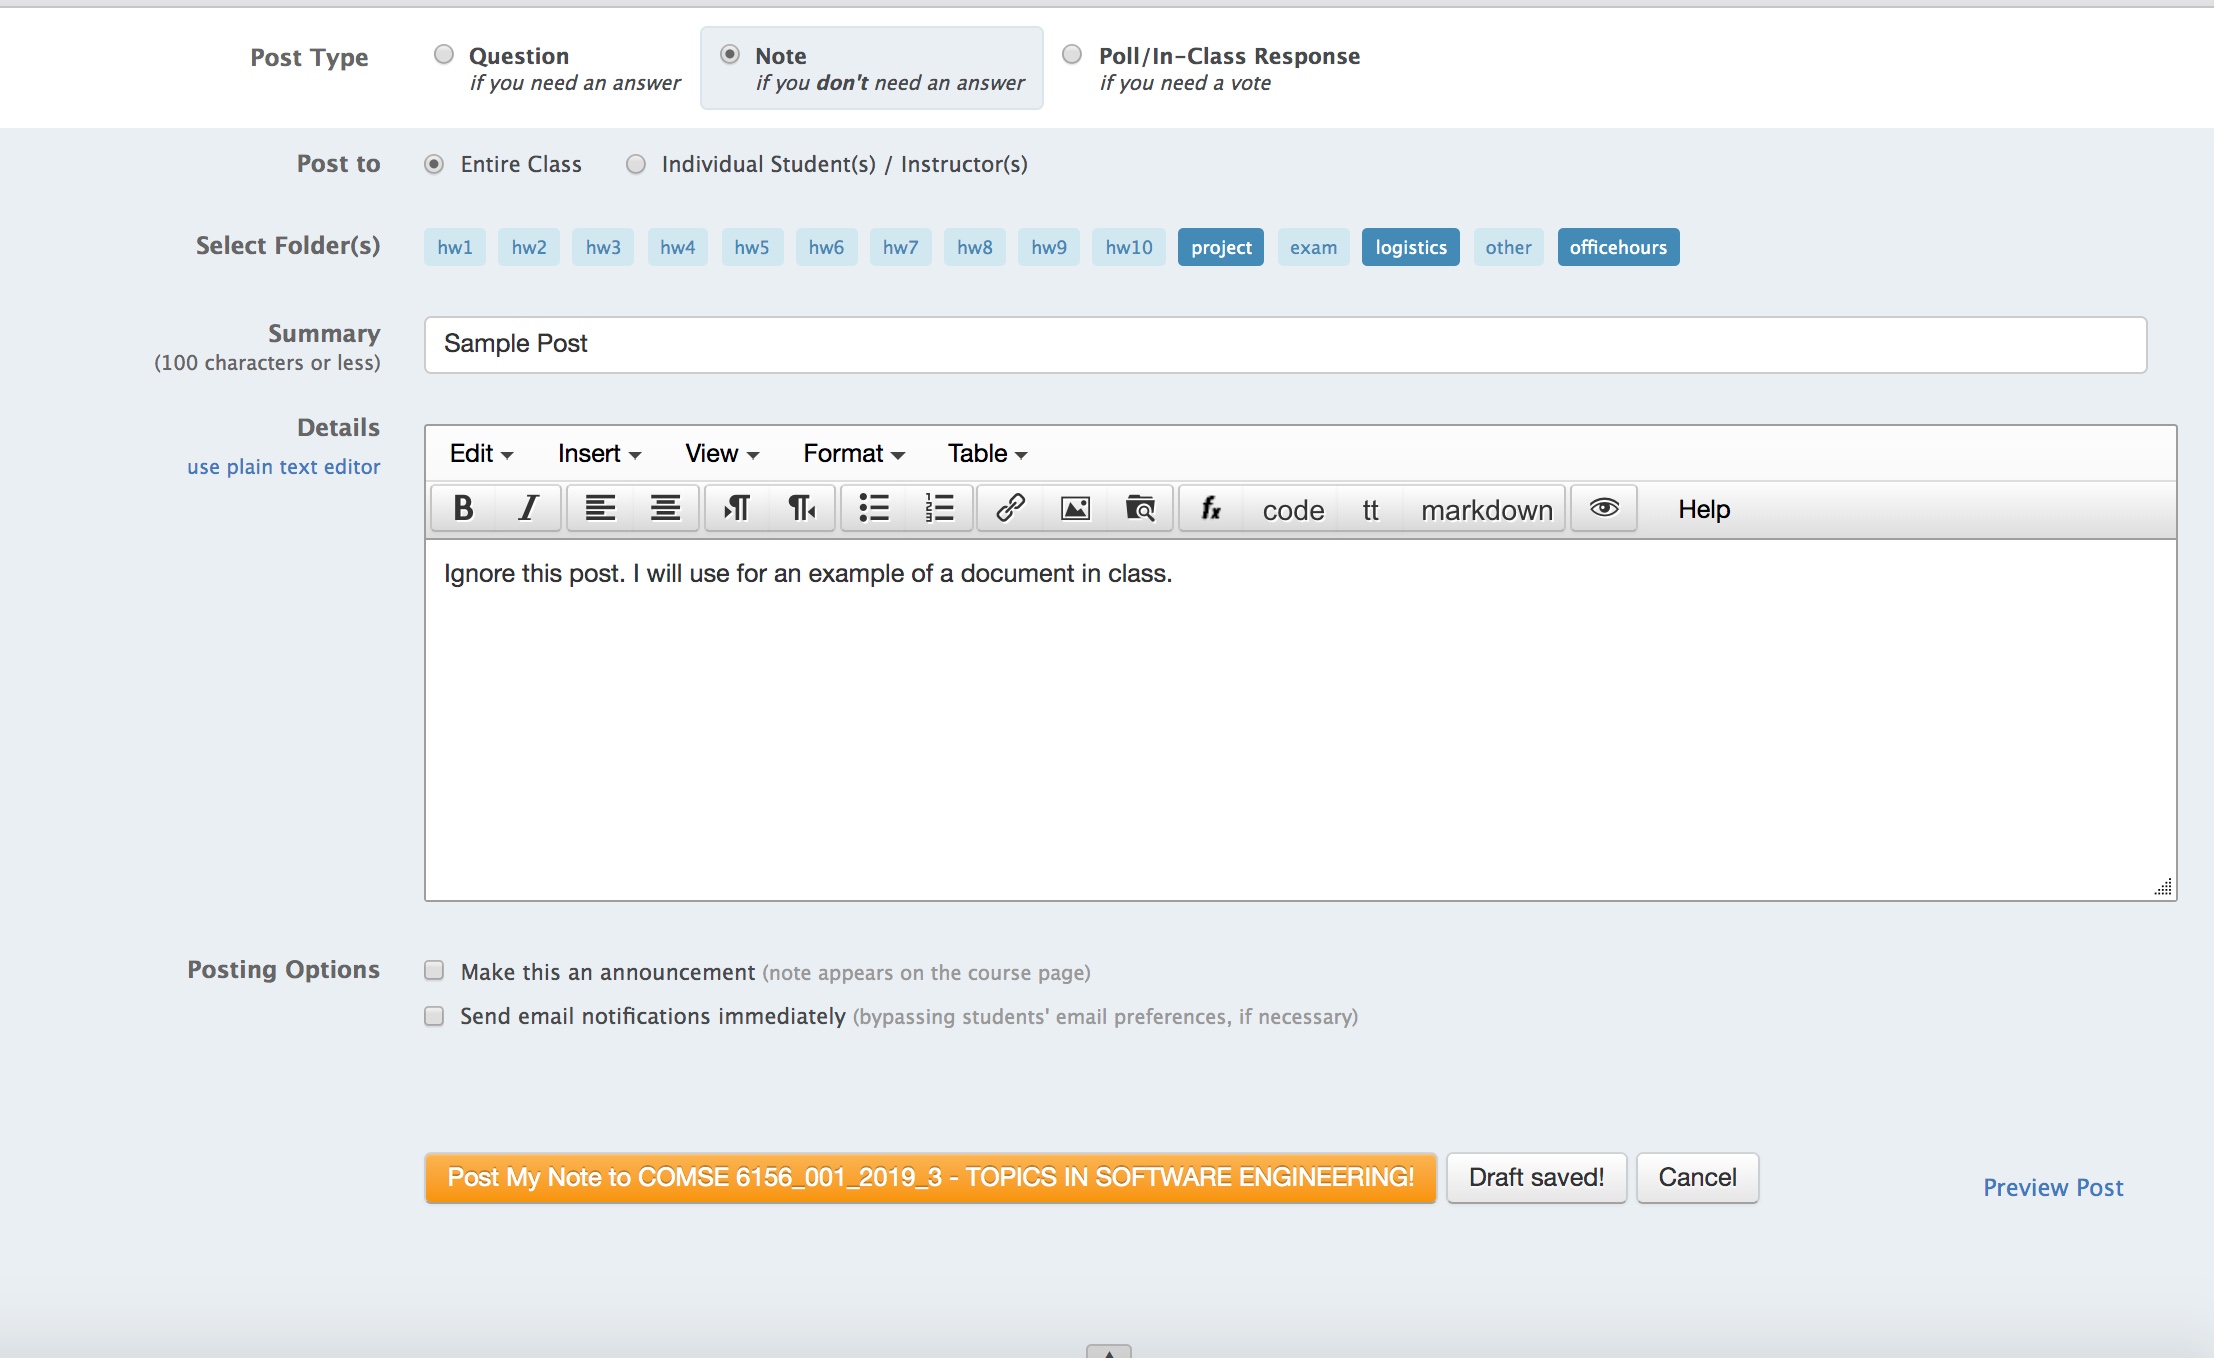 Post Type
Question
if you need an answer
Note
if you don't need an answer
Poll/In-Class Response
if you need a vote
Post to
Entire Class
Individual Student(s) / Instructor(s)
Select Folder(s)
hw1 hw2 hw3 hw4 hw5 hw6 hw7 hw8 hw9 hw10 project exam logistics other officehours
Summary
(100 characters or less)
Sample Post
Details
use plain text editor
Edit Insert View Format Table
B I fx code tt markdown Help
Ignore this post. I will use for an example of a document in class.
Posting Options
Make this an announcement (note appears on the course page)
Send email notifications immediately (bypassing students' email preferences, if necessary)
Post My Note to COMSE 6156_001_2019_3 - TOPICS IN SOFTWARE ENGINEERING! Draft saved! Cancel
Preview Post